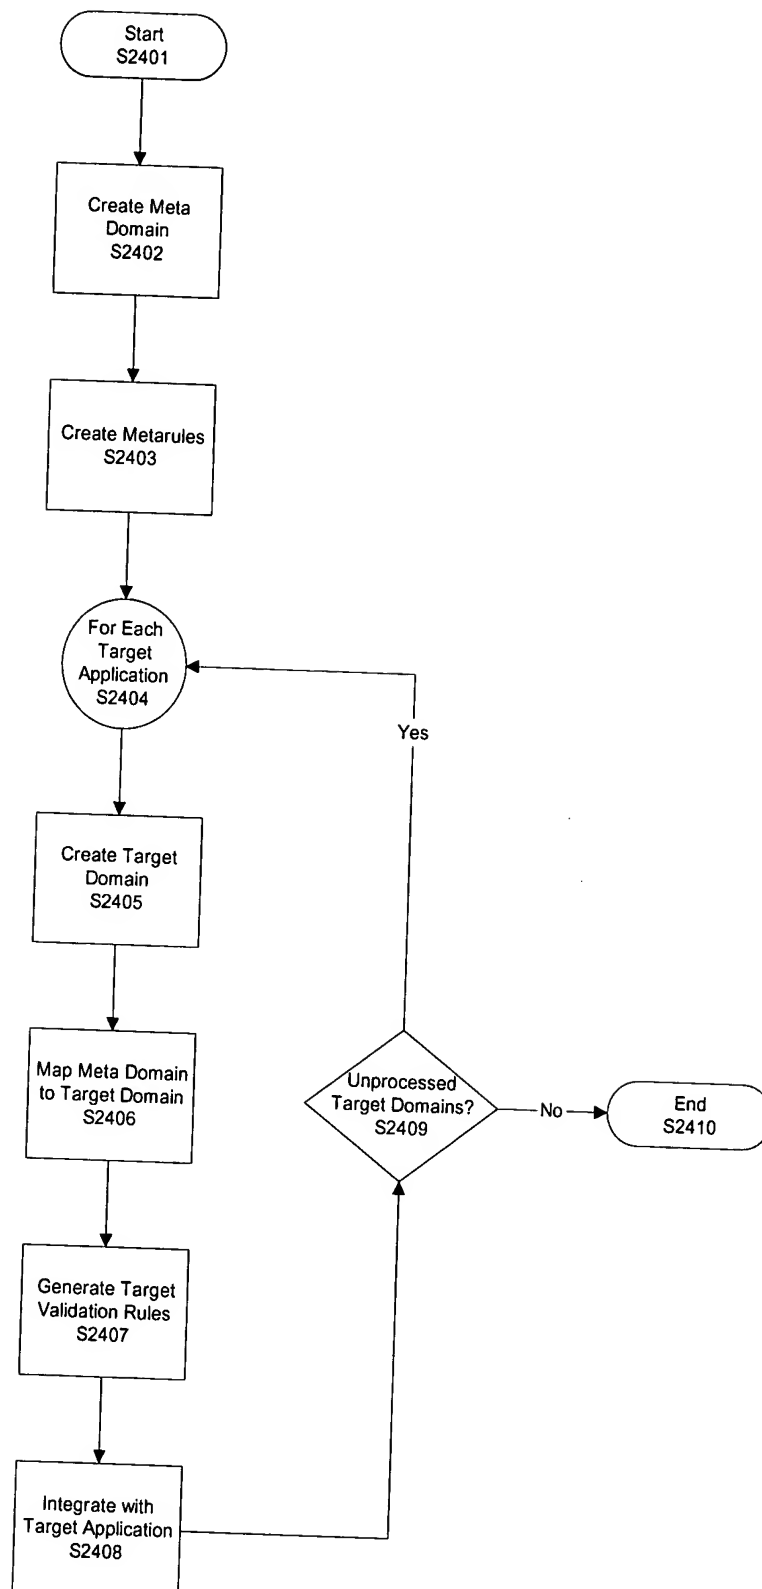 Start
S2401
Create Meta
Domain
S2402
Create Metarules
S2403
For Each
Target
Application
S2404
Yes
Create Target
Domain
S2405
Map Meta Domain
to Target Domain
S2406
Unprocessed
Target Domains?
S2409
No
End
S2410
Generate Target
Validation Rules
S2407
Integrate with
Target Application
S2408